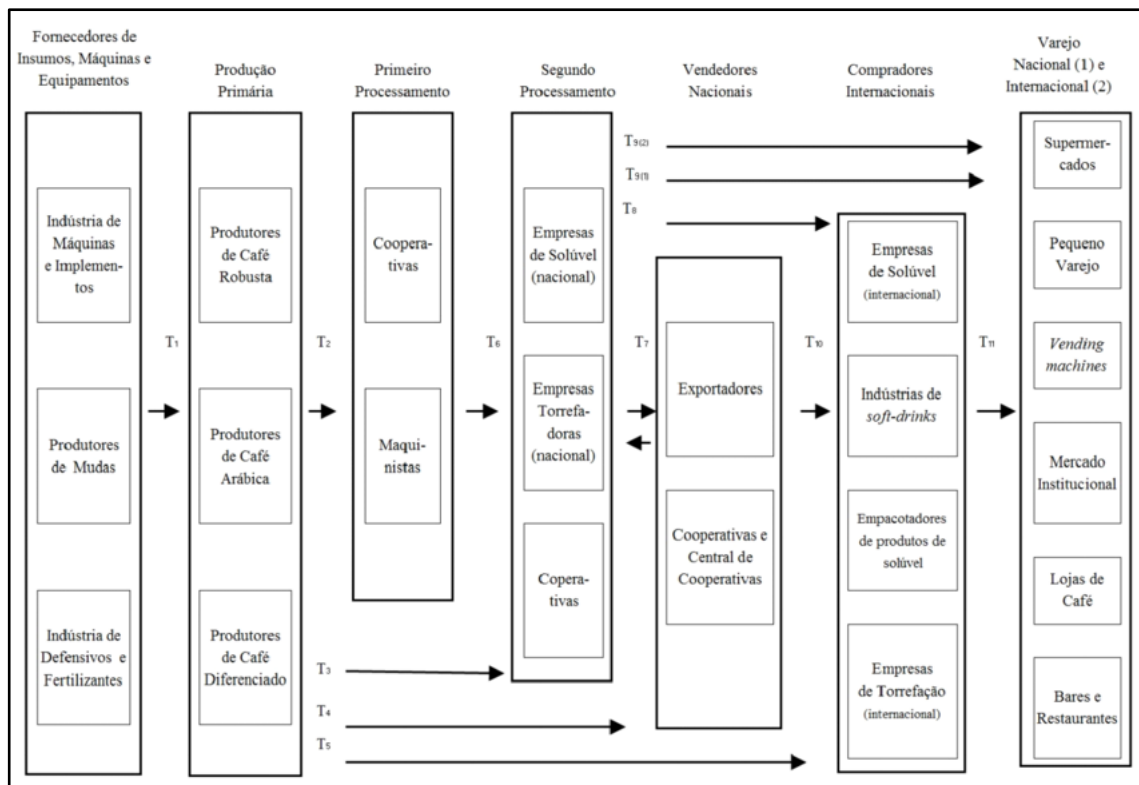 Fornecedores de
Insumos, Máquinas e
Equipamentos
Produção
Primária
Primeiro
Processamento
Segundo
Processamento
Vendedores
Nacionais
Compradores
Internacionais
Varejo
Nacional (1) e
Internacional (2)
Indústria de
Máquinas
e Implemen-
tos
Produtores
de Mudas
Indústria de
Defensivos e
Fertilizantes
T1
Produtores
de Café
Robusta
Produtores
de Café
Arábica
Produtores
de Café
Diferenciado
T2
T3
T4
T5
Coopera-
tivas
Maqui-
nistas
T6
Empresas
de Solúvel
(nacional)
Empresas
Torrefa-
doras
(nacional)
Copera-
tivas
T9(2)
T9(1)
T8
T7
Exportadores
Cooperativas e
Central de
Cooperativas
T10
Empresas
de Solúvel
(internacional)
Indústrias de
soft-drinks
Empacotadores
de produtos de
solúvel
Empresas
de Torrefação
(internacional)
T11
Supermer-
cados
Pequeno
Varejo
Vending
machines
Mercado
Institucional
Lojas de
Café
Bares e
Restaurantes